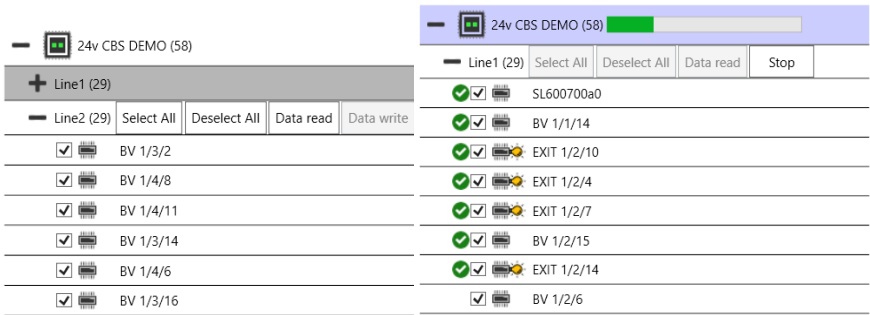 24v CBS DEMO (58)
Line1 (29)
Line2 (29) Select All Deselect All Data read Data write
BV 1/3/2
BV 1/4/8
BV 1/4/11
BV 1/3/14
BV 1/4/6
BV 1/3/16
24v CBS DEMO (58)
Line1 (29) Select All Deselect All Data read Stop
SL600700a0
BV 1/1/14
EXIT 1/2/10
EXIT 1/2/4
EXIT 1/2/7
BV 1/2/15
EXIT 1/2/14
BV 1/2/6